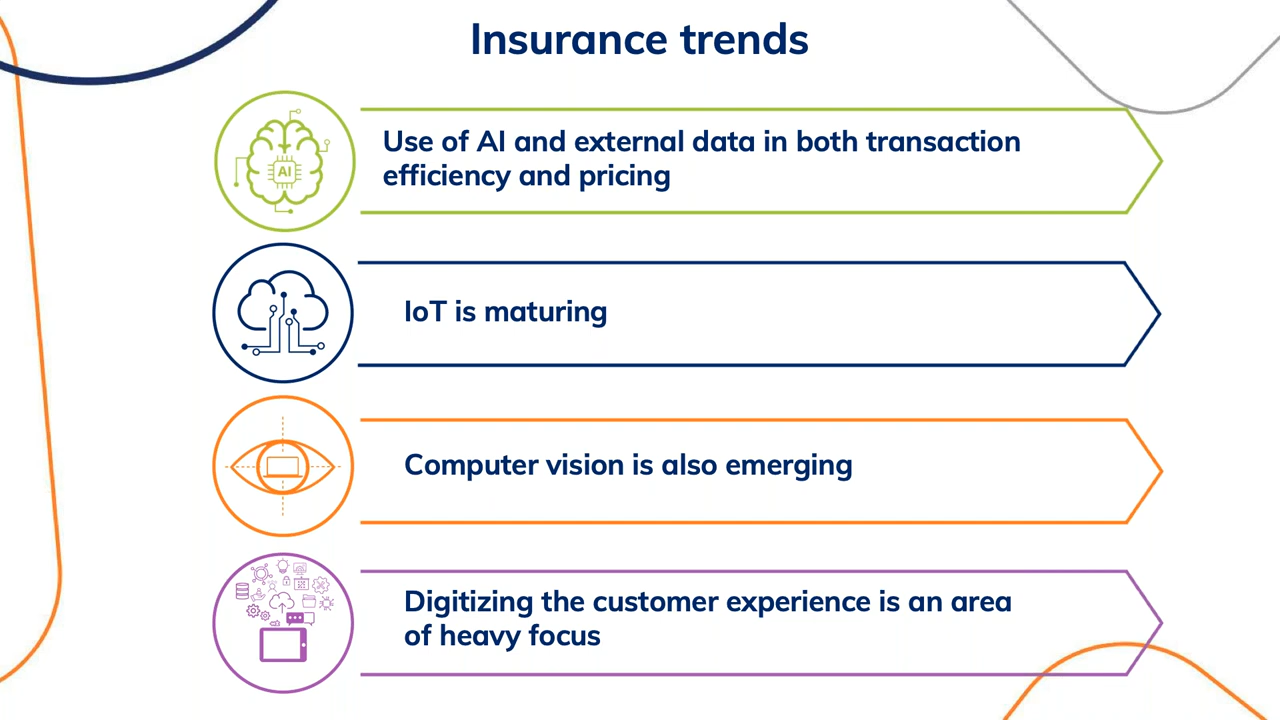 Insurance trends
AI
Use of AI and external data in both transaction
efficiency and pricing
IoT is maturing
Computer vision is also emerging
Digitizing the customer experience is an area
of heavy focus